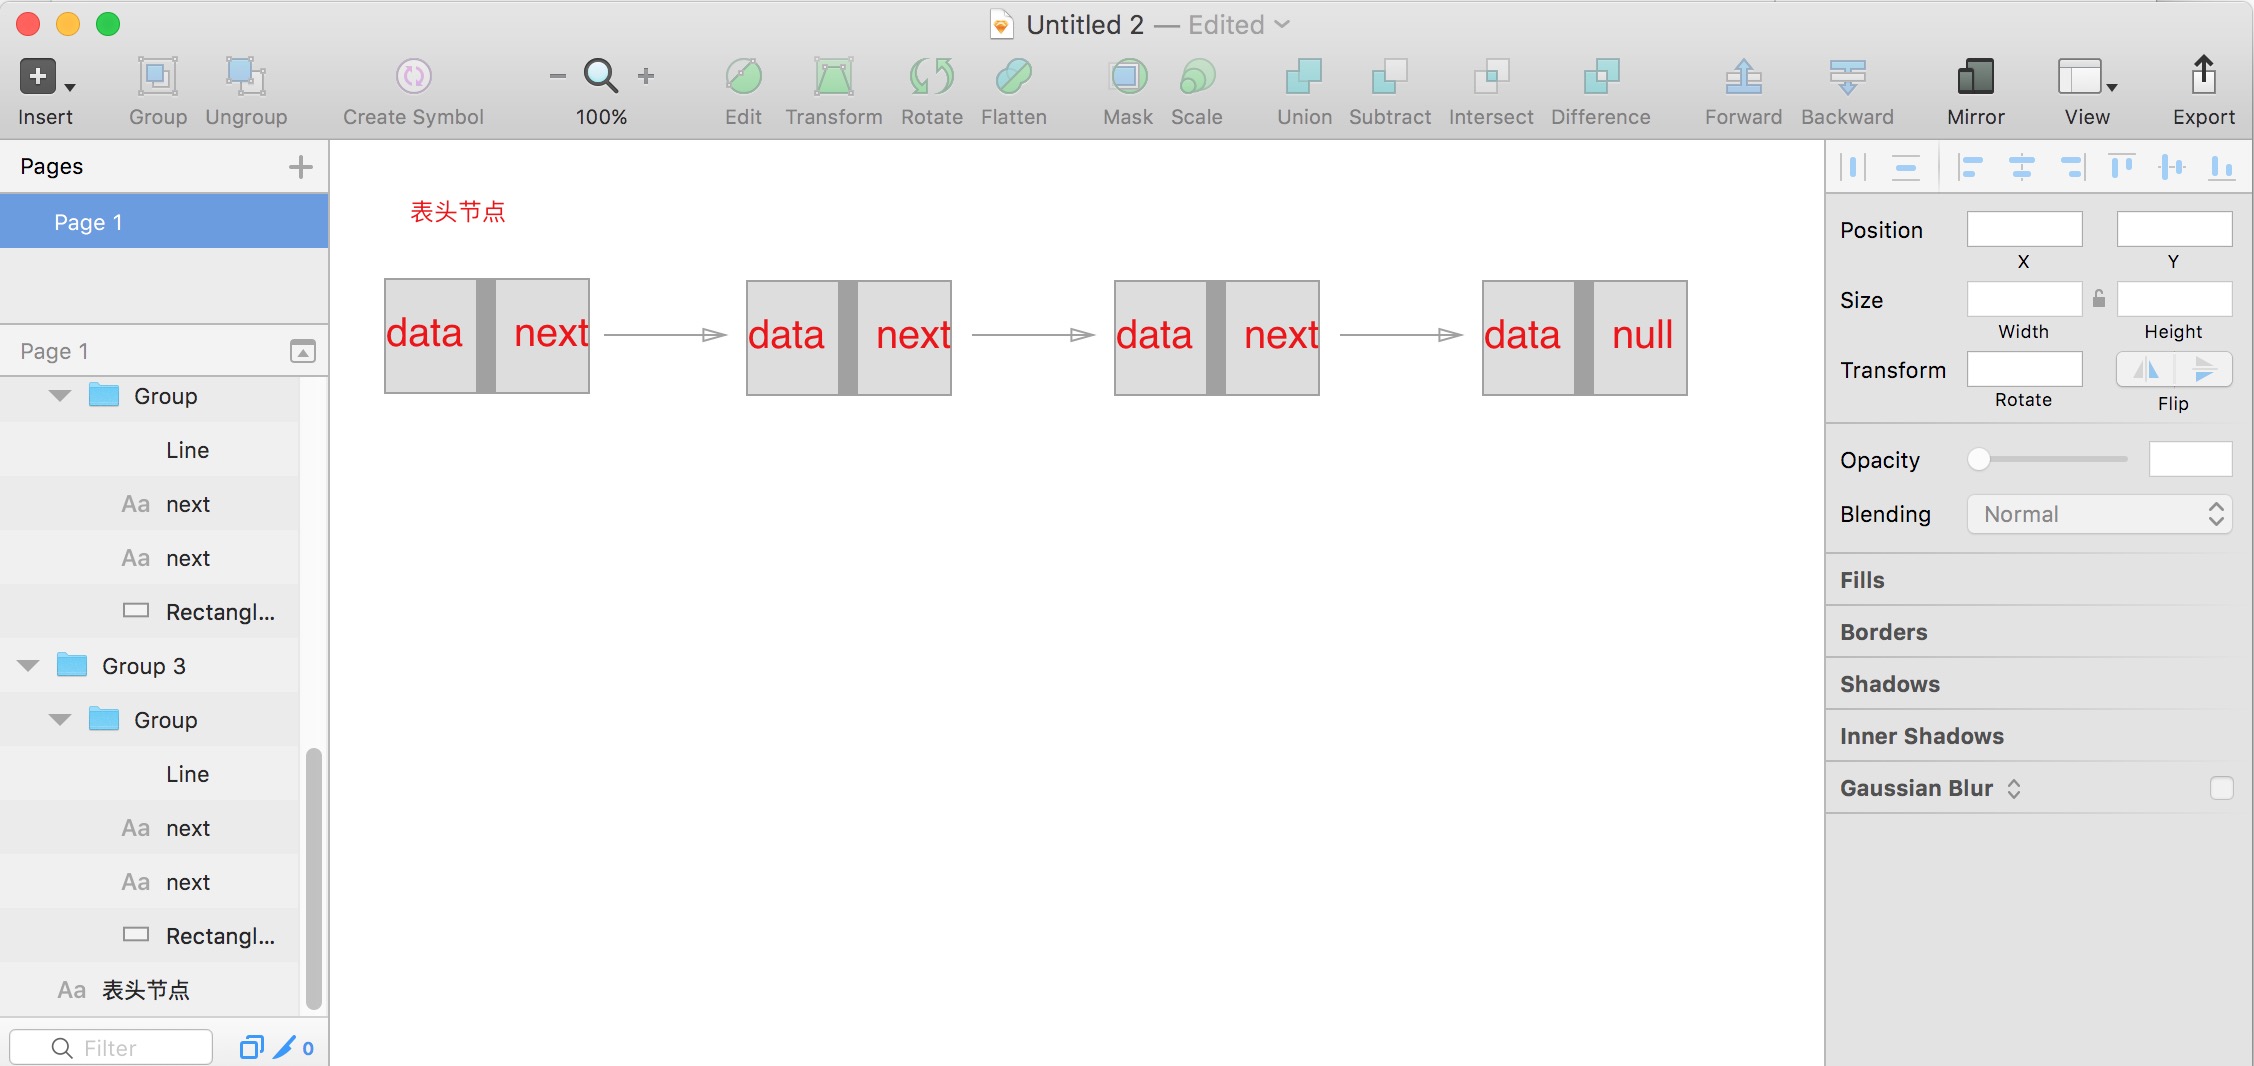 Untitled 2 — Edited
Insert
Group
Ungroup
Create Symbol
100%
Edit
Transform
Rotate
Flatten
Mask
Scale
Union
Subtract
Intersect
Difference
Forward
Backward
Mirror
View
Export
Pages
Page 1
Page 1
Group
Line
Aa next
Aa next
Rectangl...
Group 3
Group
Line
Aa next
Aa next
Rectangl...
Aa 表头节点
Filter
0
表头节点
data next
data next
data next
data null
Position
X
Y
Size
Width
Height
Transform
Rotate
Flip
Opacity
Blending
Normal
Fills
Borders
Shadows
Inner Shadows
Gaussian Blur